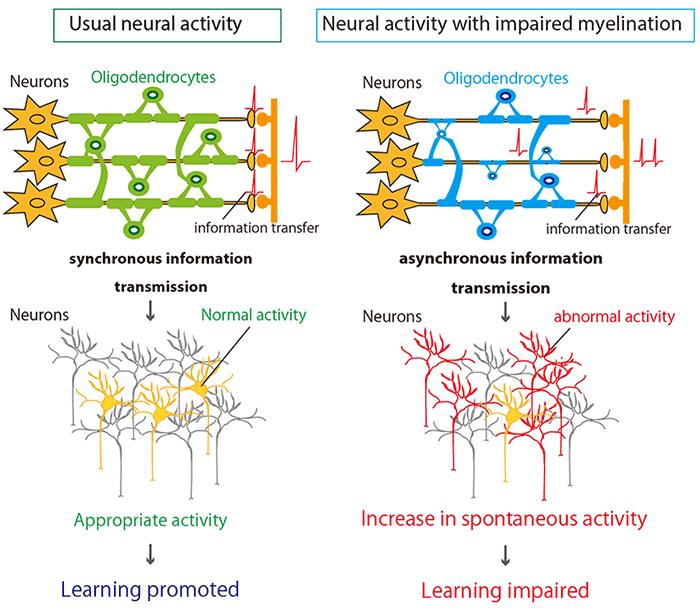 Usual neural activity
Neural activity with impaired myelination
Neurons
Oligodendrocytes
information transfer
synchronous information
transmission
Neurons
Normal activity
Appropriate activity
Learning promoted
Neurons
Oligodendrocytes
information transfer
asynchronous information
transmission
Neurons
abnormal activity
Increase in spontaneous activity
Learning impaired